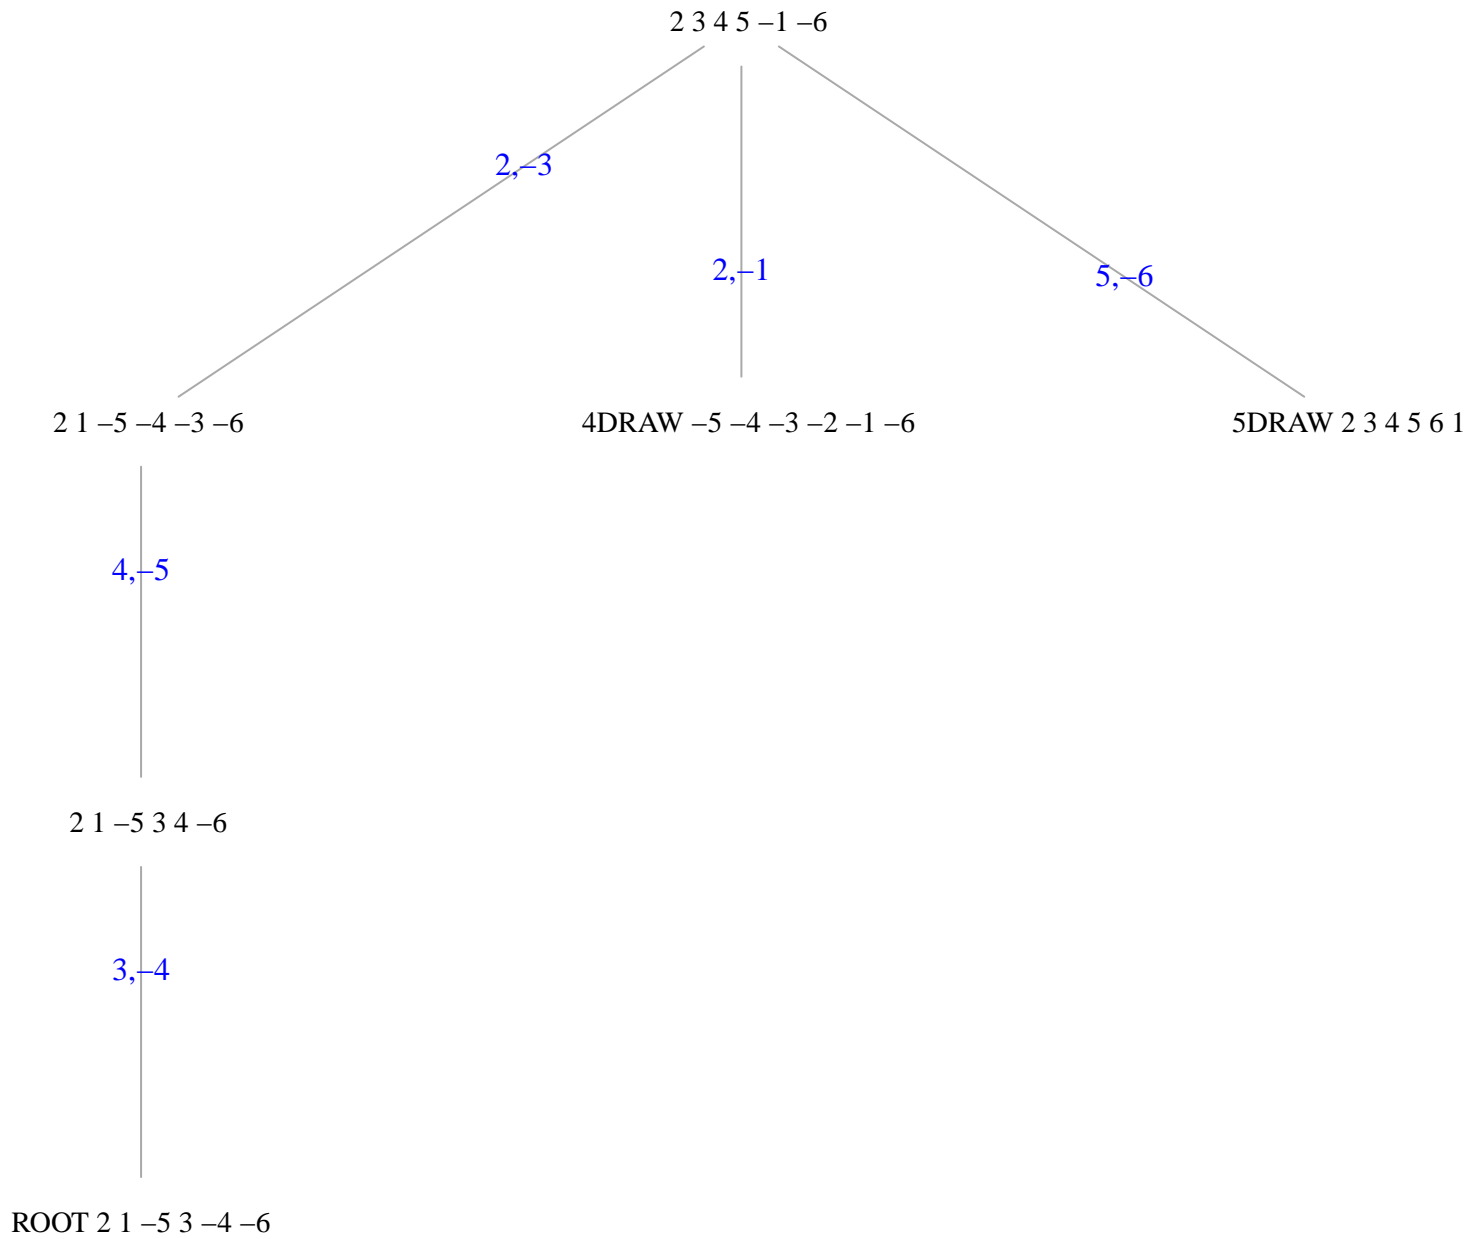 2 3 4 5 –1 –6
2,–3
2,–1
5,–6
2 1 –5 –4 –3 –6
4DRAW –5 –4 –3 –2 –1 –6
5DRAW 2 3 4 5 6 1
4,–5
2 1 –5 3 4 –6
3,–4
ROOT 2 1 –5 3 –4 –6